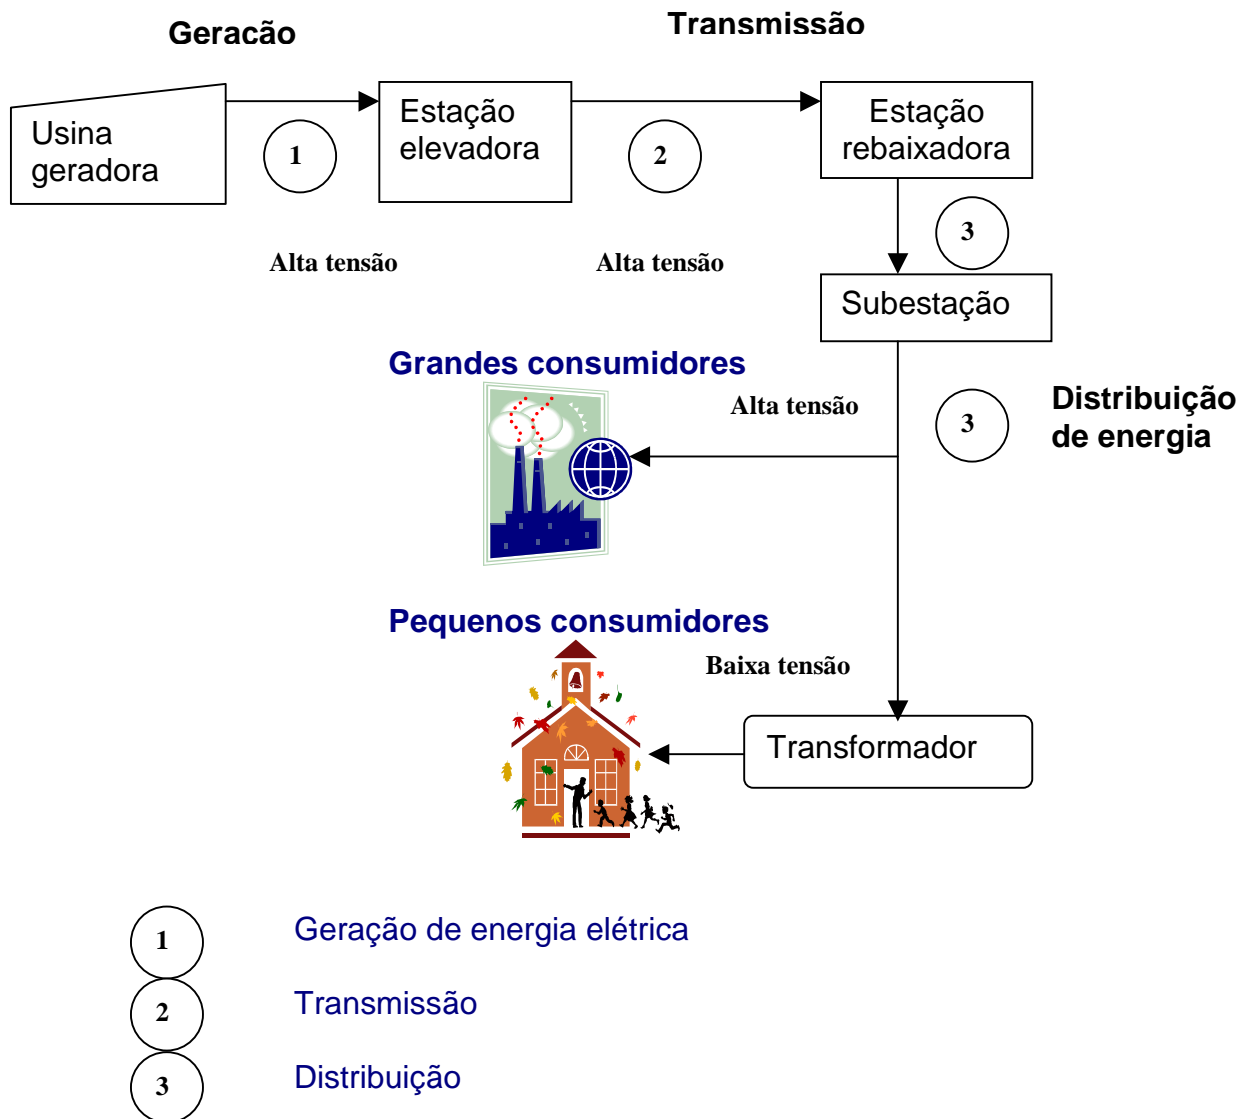 Geração
Transmissão
Usina
geradora
1
Estação
elevadora
2
Estação
rebaixadora
3
Alta tensão
Alta tensão
Subestação
Grandes consumidores
Alta tensão
3
Distribuição
de energia
Pequenos consumidores
Baixa tensão
Transformador
1
Geração de energia elétrica
2
Transmissão
3
Distribuição